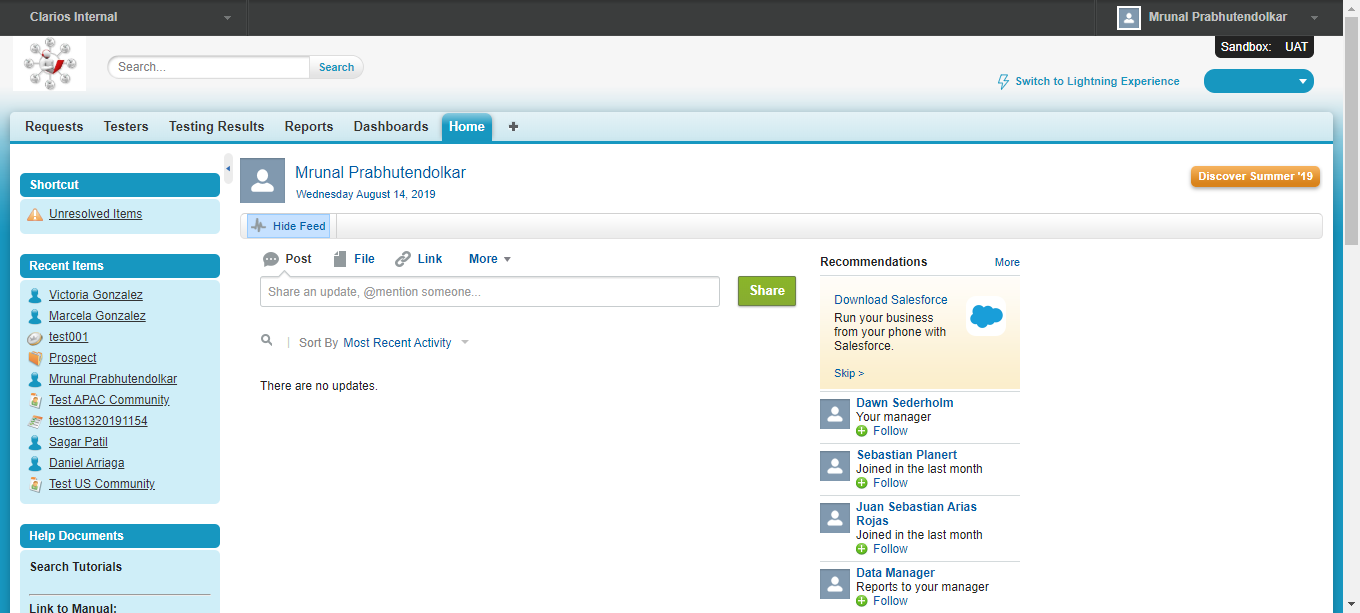 Clarios Internal
Mrunal Prabhutendolkar
Sandbox: UAT
Search...
Search
Switch to Lightning Experience
Requests Testers Testing Results Reports Dashboards Home
Shortcut
Unresolved Items
Recent Items
Victoria Gonzalez
Marcela Gonzalez
test001
Prospect
Mrunal Prabhutendolkar
Test APAC Community
test081320191154
Sagar Patil
Daniel Arriaga
Test US Community
Help Documents
Search Tutorials
Link to Manual:
Mrunal Prabhutendolkar
Wednesday August 14, 2019
Discover Summer '19
Hide Feed
Post File Link More
Share an update, @mention someone...
Share
Sort By Most Recent Activity
There are no updates.
Recommendations More
Download Salesforce
Run your business
from your phone with
Salesforce.
Skip >
Dawn Sederholm
Your manager
Follow
Sebastian Planert
Joined in the last month
Follow
Juan Sebastian Arias
Rojas
Joined in the last month
Follow
Data Manager
Reports to your manager
Follow